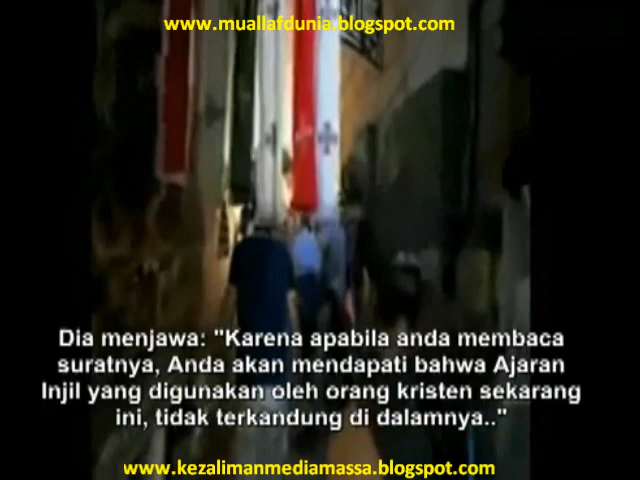 www.muallafdunia.blogspot.com
Dia menjawa: "Karena apabila anda membaca
suratnya, Anda akan mendapati bahwa Ajaran
Injil yang digunakan oleh orang kristen sekarang
ini, tidak terkandung di dalamnya.."
www.kezalimanmediamassa.blogspot.com